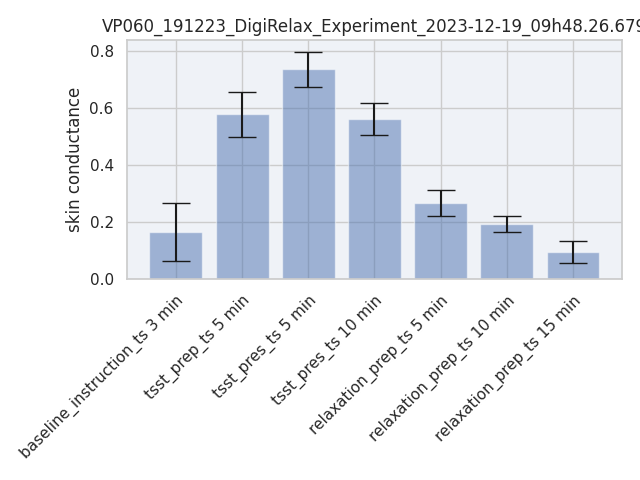 VP060_191223_DigiRelax_Experiment_2023-12-19_09h48.26.679
skin conductance
0.8
0.6
0.4
0.2
0.0
baseline_instruction_ts 3 min
tsst_prep_ts 5 min
tsst_pres_ts 5 min
tsst_pres_ts 10 min
relaxation_prep_ts 5 min
relaxation_prep_ts 10 min
relaxation_prep_ts 15 min